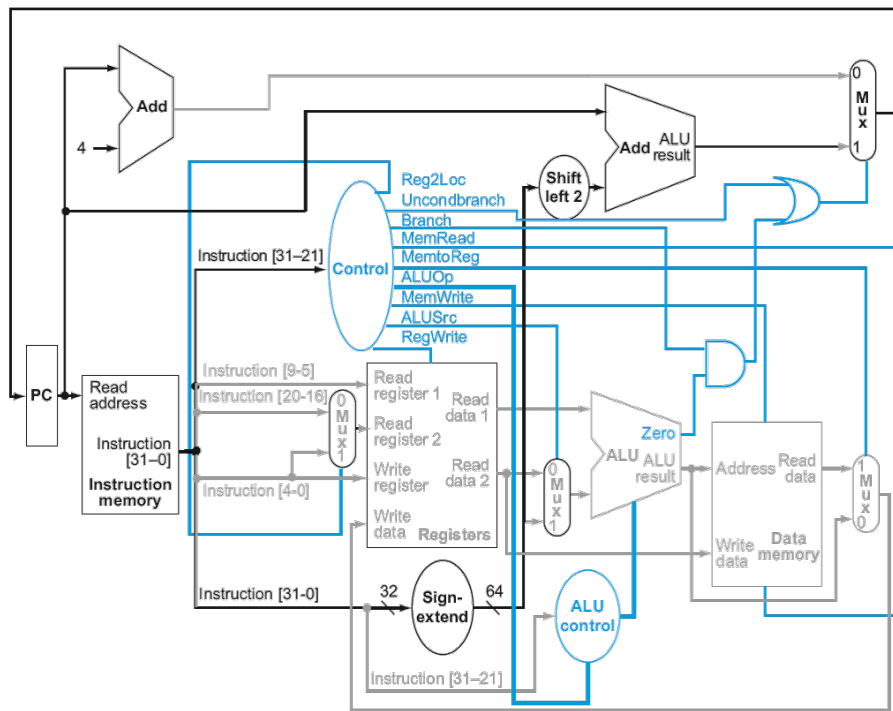 Add
4
Add
ALU
result
0
Mux
1
Shift
left 2
Reg2Loc
Uncondbranch
Branch
MemRead
MemtoReg
ALUOp
MemWrite
ALUSrc
RegWrite
Instruction [31–21]
Control
PC
Read
address
Instruction
[31–0]
Instruction
memory
Instruction [9-5]
Instruction [20-16]
Instruction [4-0]
0
Mux
1
Read
register 1
Read
register 2
Write
register
Write
data
Read
data 1
Read
data 2
Registers
0
Mux
1
Zero
ALU
ALU
result
Address
Read
data
Write
data
Data
memory
1
Mux
0
Instruction [31-0]
32
Sign-
extend
64
ALU
control
Instruction [31–21]